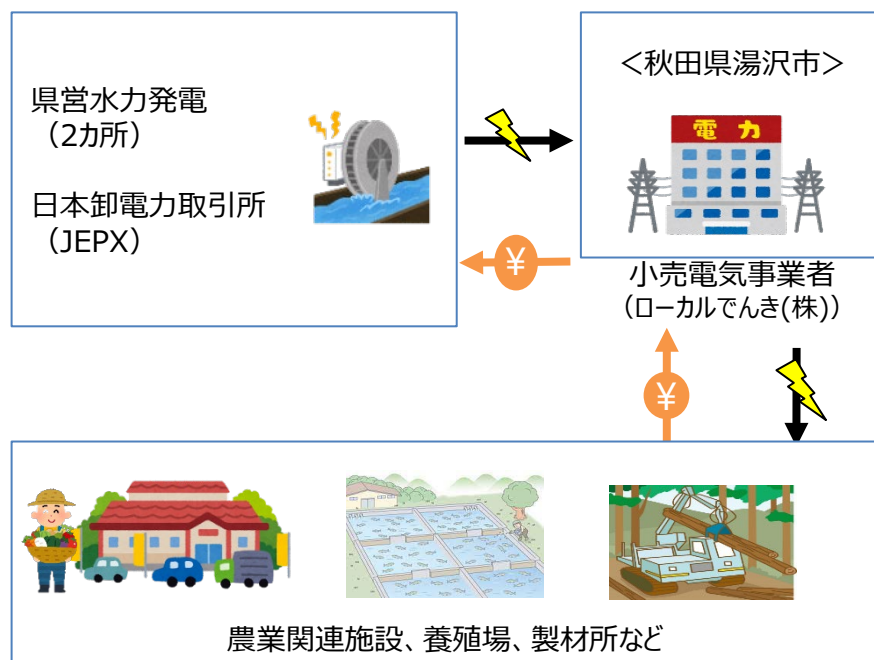 県営水力発電
（2カ所）
日本卸電力取引所
（JEPX）
¥
＜秋田県湯沢市＞
電力
小売電気事業者
（ローカルでんき(株)）
¥
農業関連施設、養殖場、製材所など